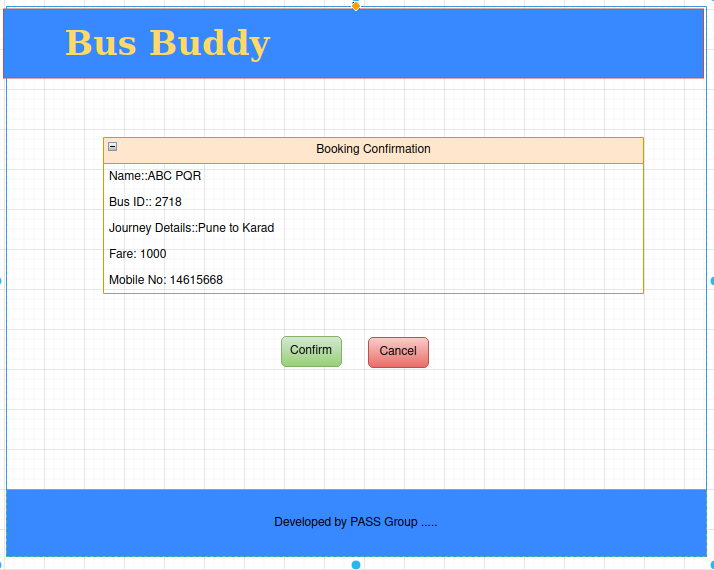 Bus Buddy
Booking Confirmation
Name::ABC PQR
Bus ID:: 2718
Journey Details::Pune to Karad
Fare: 1000
Mobile No: 14615668
Confirm
Cancel
Developed by PASS Group .....